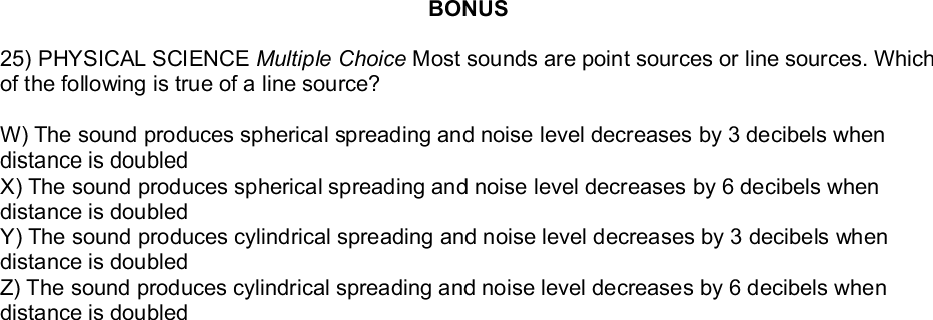 BONUS
25) PHYSICAL SCIENCE Multiple Choice Most sounds are point sources or line sources. Which
of the following is true of a line source?
W) The sound produces spherical spreading and noise level decreases by 3 decibels when
distance is doubled
X) The sound produces spherical spreading and noise level decreases by 6 decibels when
distance is doubled
Y) The sound produces cylindrical spreading and noise level decreases by 3 decibels when
distance is doubled
Z) The sound produces cylindrical spreading and noise level decreases by 6 decibels when
distance is doubled